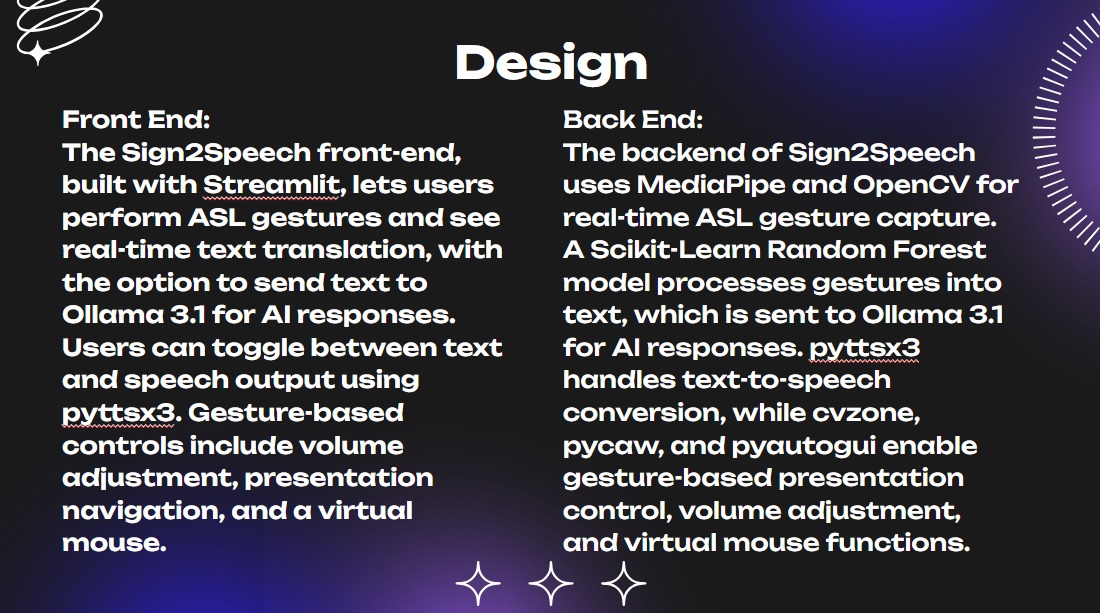 Design
Front End:
The Sign2Speech front-end,
built with Streamlit, lets users
perform ASL gestures and see
real-time text translation, with
the option to send text to
Ollama 3.1 for AI responses.
Users can toggle between text
and speech output using
pyttsx3. Gesture-based
controls include volume
adjustment, presentation
navigation, and a virtual
mouse.
Back End:
The backend of Sign2Speech
uses MediaPipe and OpenCV for
real-time ASL gesture capture.
A Scikit-Learn Random Forest
model processes gestures into
text, which is sent to Ollama 3.1
for AI responses. pyttsx3
handles text-to-speech
conversion, while cvzone,
pycaw, and pyautogui enable
gesture-based presentation
control, volume adjustment,
and virtual mouse functions.